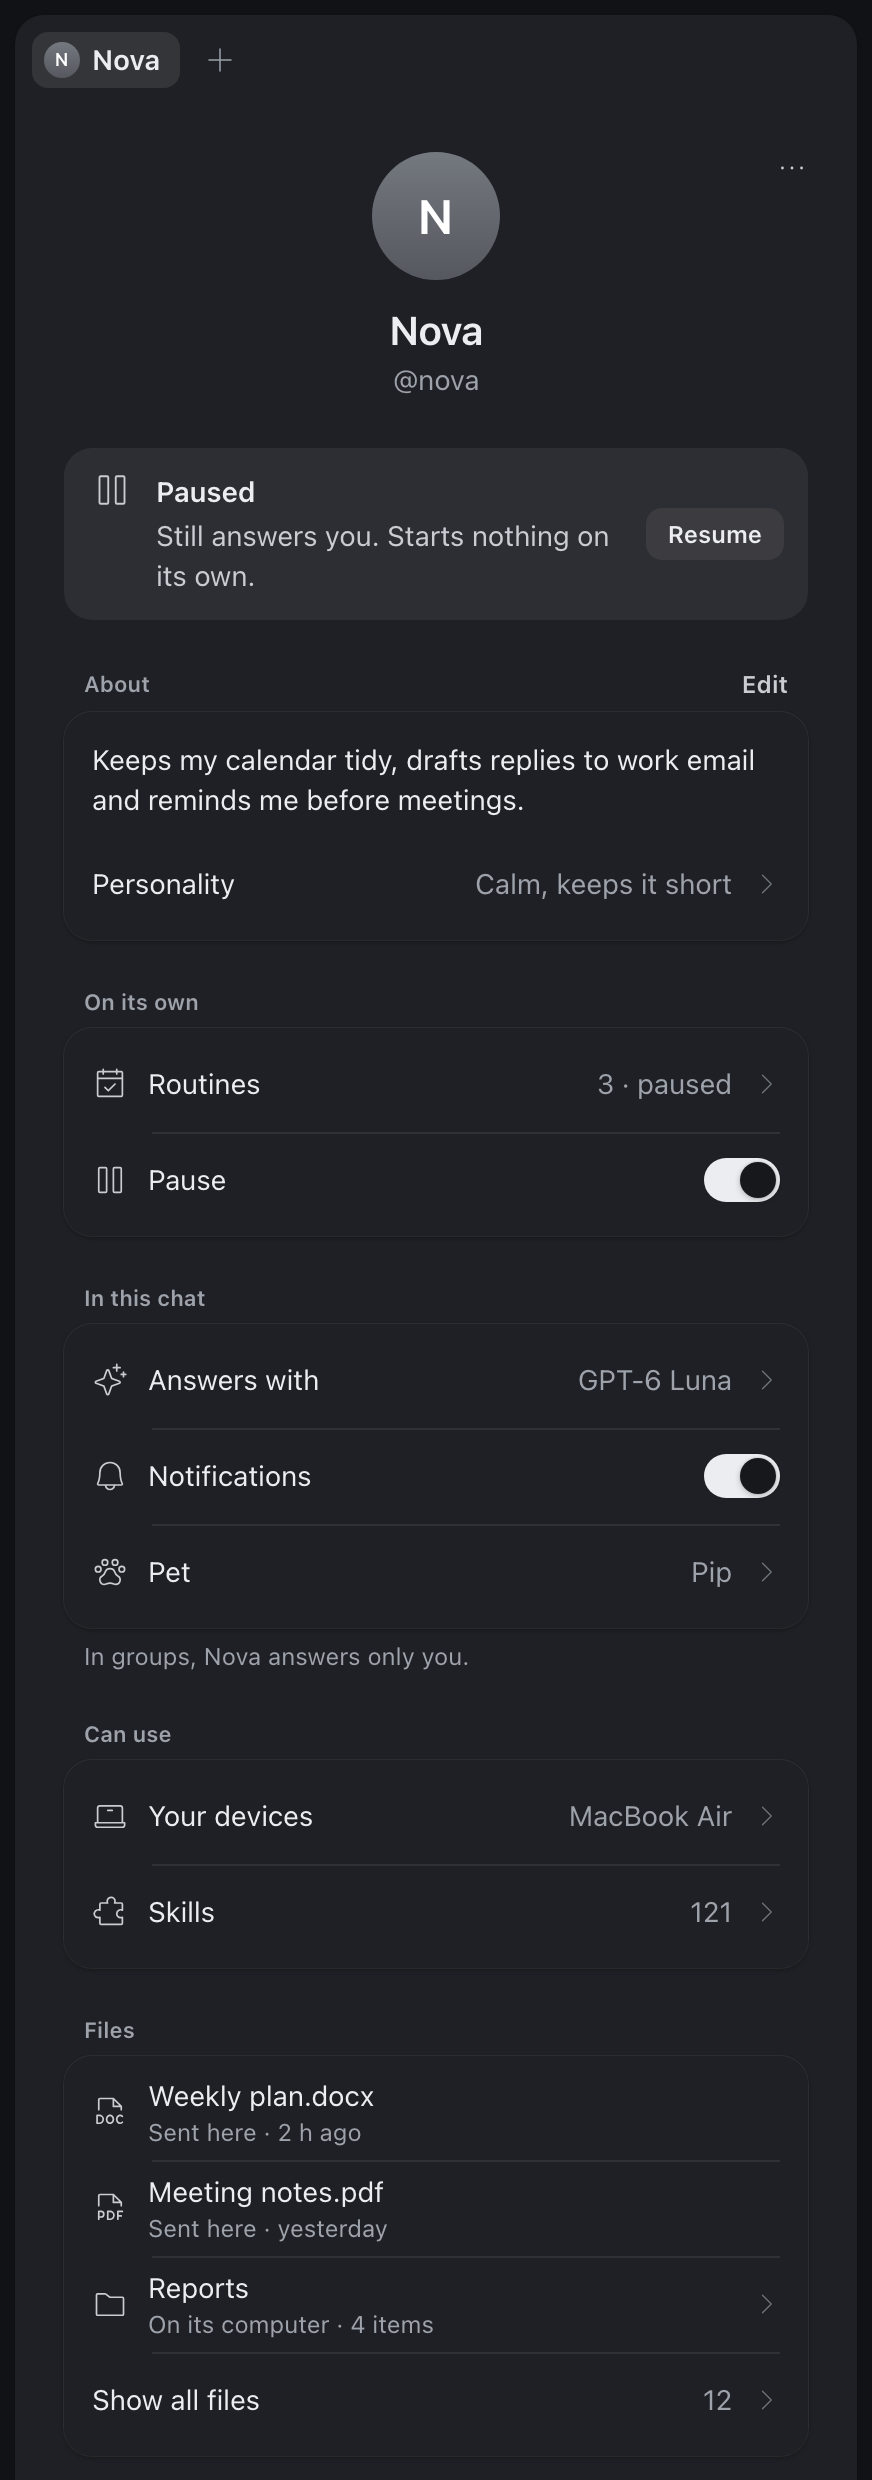 N Nova
N
Nova
@nova
Paused
Still answers you. Starts nothing on
its own.
Resume
About
Edit
Keeps my calendar tidy, drafts replies to work email
and reminds me before meetings.
Personality
Calm, keeps it short
On its own
Routines
3 · paused
Pause
In this chat
Answers with
GPT-6 Luna
Notifications
Pet
Pip
In groups, Nova answers only you.
Can use
Your devices
MacBook Air
Skills
121
Files
DOC
Weekly plan.docx
Sent here · 2 h ago
PDF
Meeting notes.pdf
Sent here · yesterday
Reports
On its computer · 4 items
Show all files
12